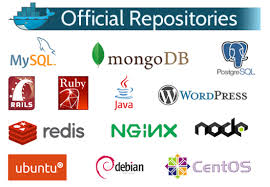 Official Repositories
MySQL. mongoDB PostgreSQL
RAILS Ruby Java WORDPRESS
redis NGINX node
ubuntu debian CentOS